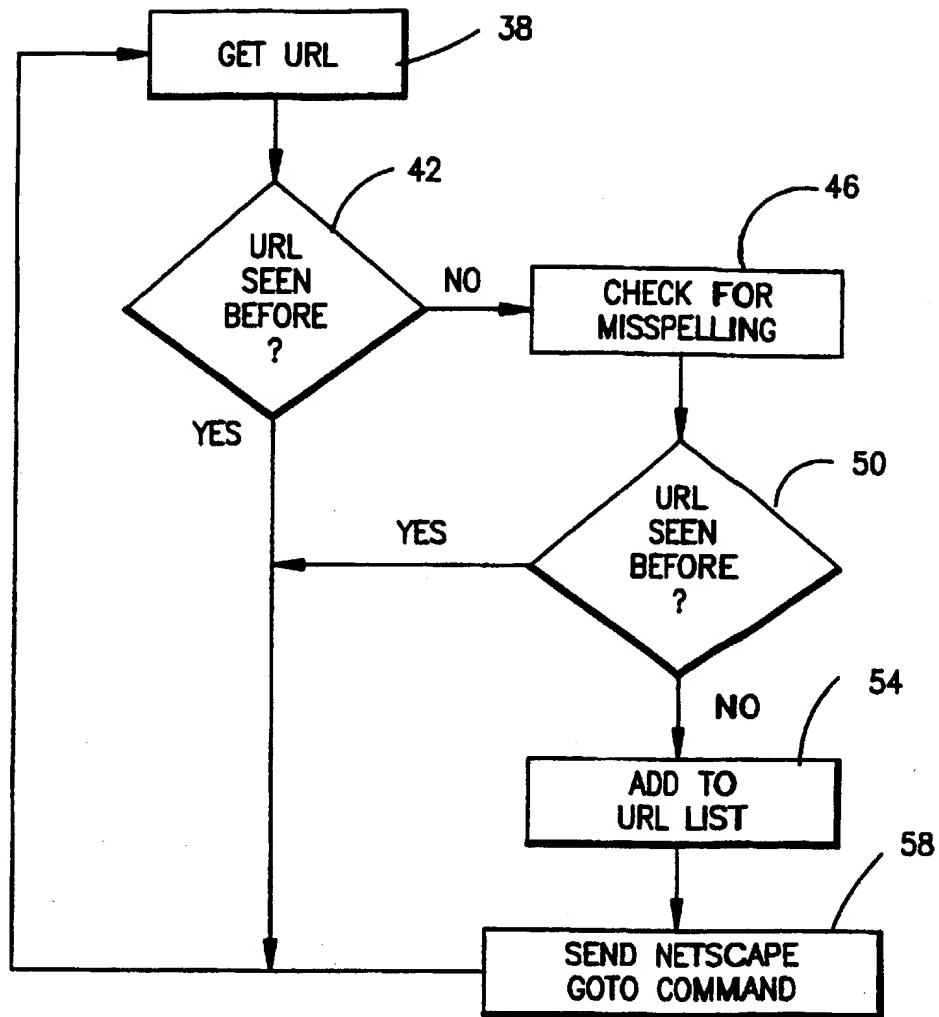 GET URL
38
42
URL
SEEN
BEFORE
?
NO
YES
46
CHECK FOR
MISSPELLING
50
URL
SEEN
BEFORE
?
YES
NO
54
ADD TO
URL LIST
58
SEND NETSCAPE
GOTO COMMAND